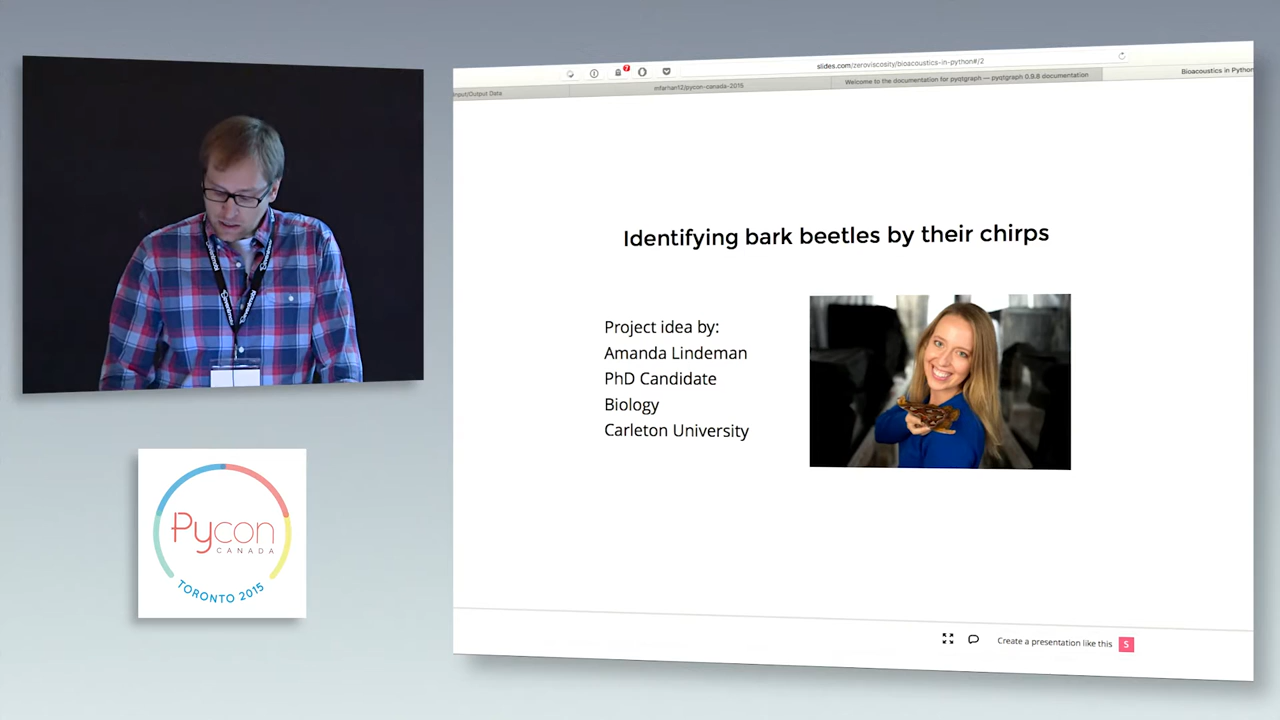 slides.com/zeroviscosity/bioacoustics-in-python#/2
Input/Output Data
mfarhan12/pycon-canada-2015
Welcome to the documentation for pyqtgraph — pyqtgraph 0.9.8 documentation
Bioacoustics in Python
Identifying bark beetles by their chirps
Project idea by:
Amanda Lindeman
PhD Candidate
Biology
Carleton University
Create a presentation like this
S
Pycon
CANADA
TORONTO 2015